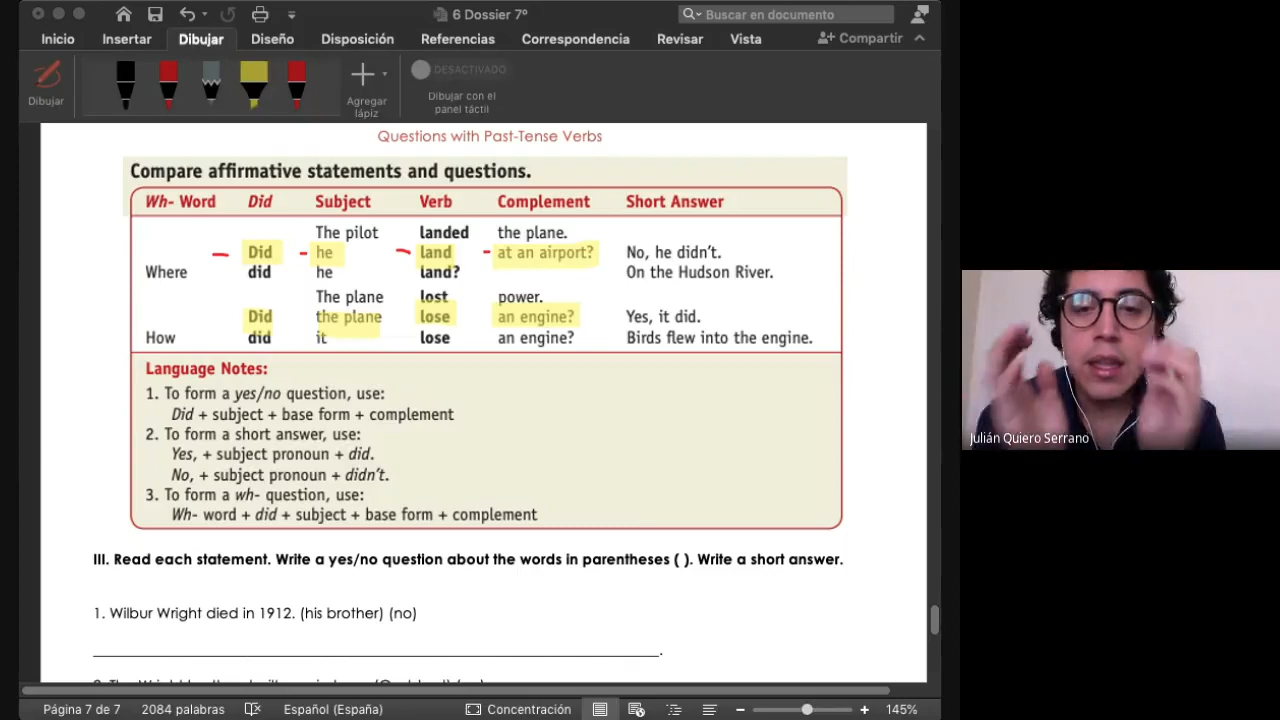 6 Dossier 7º
Buscar en documento
Inicio Insertar Dibujar Diseño Disposición Referencias Correspondencia Revisar Vista Compartir
DESACTIVADO
Dibujar
Agregar lápiz
Dibujar con el panel táctil
Questions with Past-Tense Verbs
Compare affirmative statements and questions.
Wh- Word Did Subject Verb Complement Short Answer
The pilot landed the plane.
Did he land at an airport? No, he didn't.
Where did he land? On the Hudson River.
The plane lost power.
Did the plane lose an engine? Yes, it did.
How did it lose an engine? Birds flew into the engine.
Language Notes:
1. To form a yes/no question, use:
Did + subject + base form + complement
2. To form a short answer, use:
Yes, + subject pronoun + did.
No, + subject pronoun + didn't.
3. To form a wh- question, use:
Wh- word + did + subject + base form + complement
III. Read each statement. Write a yes/no question about the words in parentheses ( ). Write a short answer.
1. Wilbur Wright died in 1912. (his brother) (no)
Página 7 de 7 2084 palabras Español (España) Concentración 145%
Julián Quiero Serrano